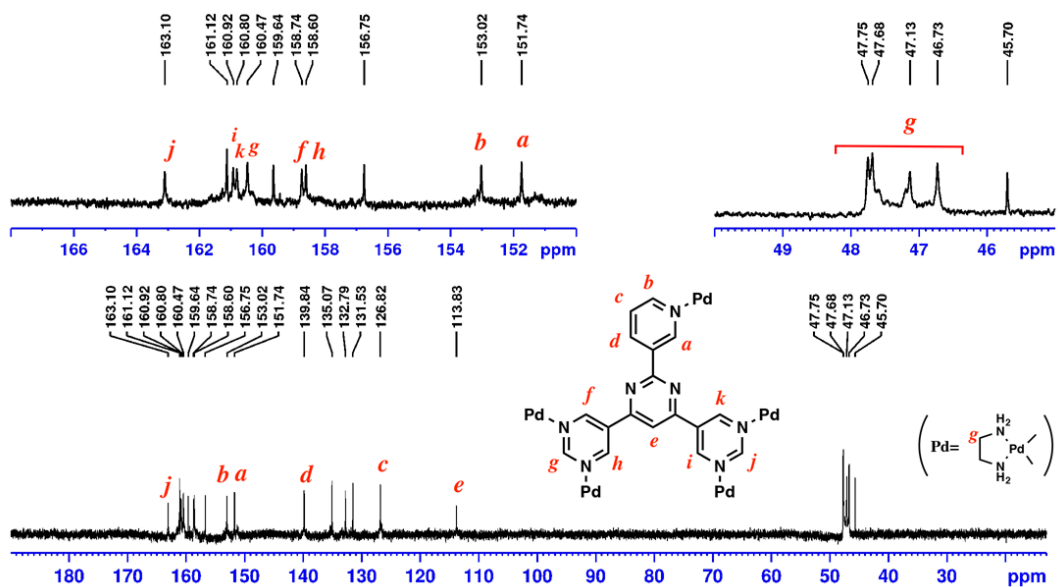 163.10
161.12
160.92
160.80
160.47
159.64
158.74
158.60
156.75
153.02
151.74
j
i
k
g
f
h
b
a
166 164 162 160 158 156 154 152 ppm
47.75
47.68
47.13
46.73
45.70
g
49 48 47 46 ppm
163.10
161.12
160.92
160.80
160.47
159.64
158.74
158.60
156.75
153.02
151.74
139.84
135.07
132.79
131.53
126.82
113.83
47.75
47.68
47.13
46.73
45.70
j
b
a
d
c
e
b
c
Pd
N
d
a
f
N
N
k
Pd
Pd
N
N
e
g
N
h
i
N
j
Pd
Pd
Pd=
g
NH2
Pd
N
H2
180 170 160 150 140 130 120 110 100 90 80 70 60 50 40 30 20 ppm